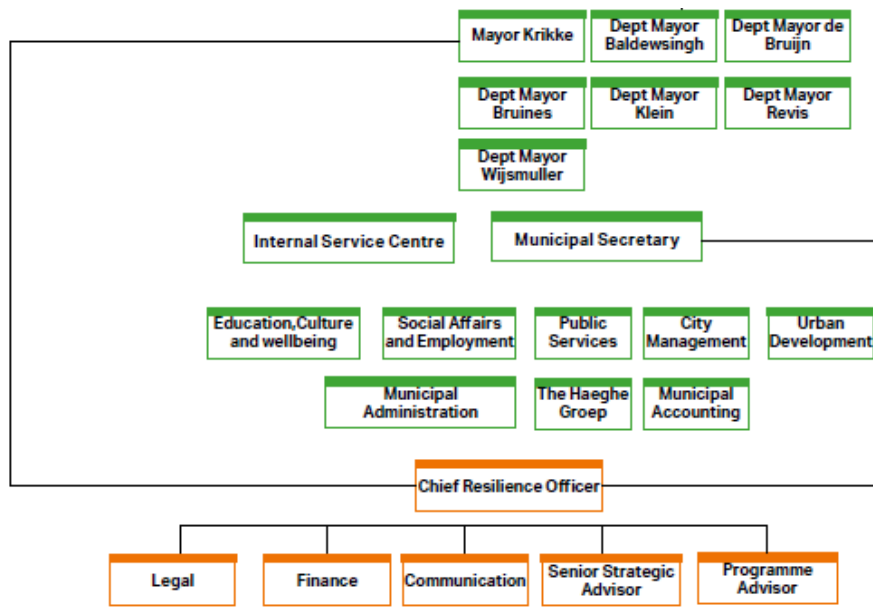 Mayor Krikke
Dept Mayor
Baldewsingh
Dept Mayor de
Bruijn
Dept Mayor
Bruines
Dept Mayor
Klein
Dept Mayor
Revis
Dept Mayor
Wijsmuller
Internal Service Centre
Municipal Secretary
Education,Culture
and wellbeing
Social Affairs
and Employment
Public
Services
City
Management
Urban
Development
Municipal
Administration
The Haeghe
Groep
Municipal
Accounting
Chief Resilience Officer
Legal
Finance
Communication
Senior Strategic
Advisor
Programme
Advisor